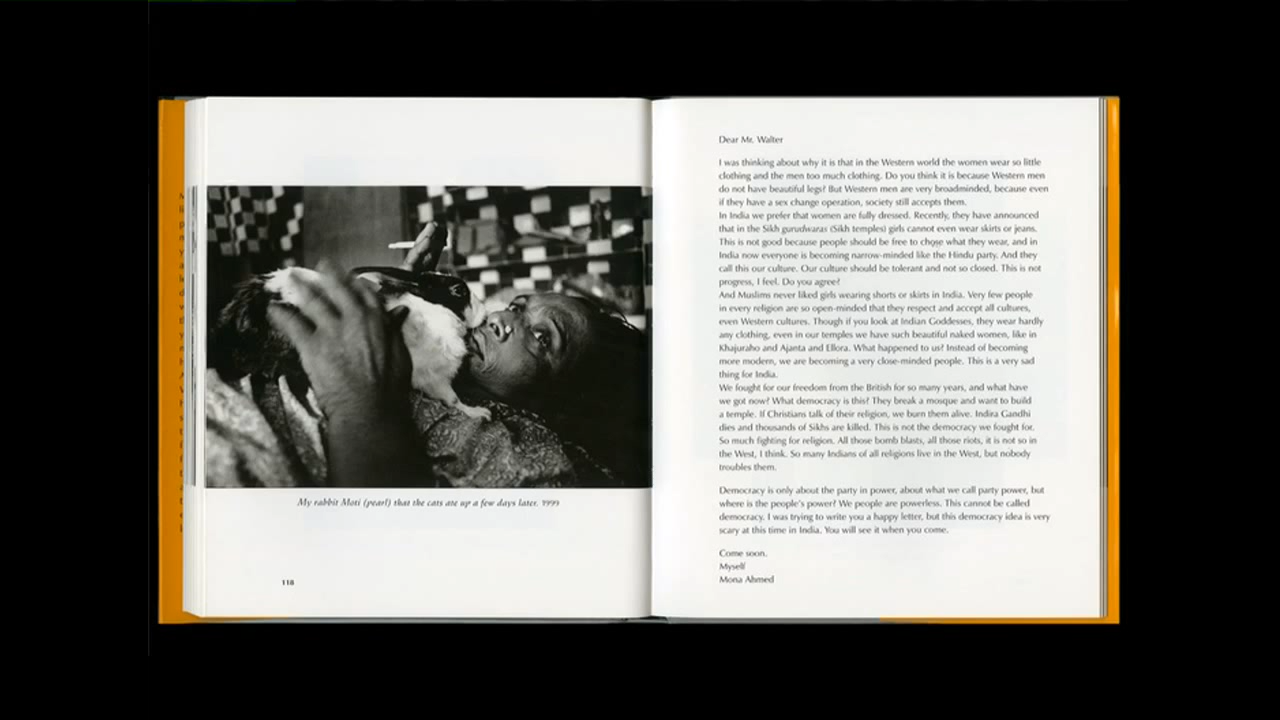 My rabbit Moti (pearl) that the cats ate up a few days later. 1999
118
Dear Mr. Walter
I was thinking about why it is that in the Western world the women wear so little
clothing and the men too much clothing. Do you think it is because Western men
do not have beautiful legs? But Western men are very broadminded, because even
if they have a sex change operation, society still accepts them.
In India we prefer that women are fully dressed. Recently, they have announced
that in the Sikh gurudwaras (Sikh temples) girls cannot even wear skirts or jeans.
This is not good because people should be free to chose what they wear, and in
India now everyone is becoming narrow-minded like the Hindu party. And they
call this our culture. Our culture should be tolerant and not so closed. This is not
progress, I feel. Do you agree?
And Muslims never liked girls wearing shorts or skirts in India. Very few people
in every religion are so open-minded that they respect and accept all cultures,
even Western cultures. Though if you look at Indian Goddesses, they wear hardly
any clothing, even in our temples we have such beautiful naked women, like in
Khajuraho and Ajanta and Ellora. What happened to us? Instead of becoming
more modern, we are becoming a very close-minded people. This is a very sad
thing for India.
We fought for our freedom from the British for so many years, and what have
we got now? What democracy is this? They break a mosque and want to build
a temple. If Christians talk of their religion, we burn them alive. Indira Gandhi
dies and thousands of Sikhs are killed. This is not the democracy we fought for.
So much fighting for religion. All those bomb blasts, all those riots, it is not so in
the West, I think. So many Indians of all religions live in the West, but nobody
troubles them.
Democracy is only about the party in power, about what we call party power, but
where is the people's power? We people are powerless. This cannot be called
democracy. I was trying to write you a happy letter, but this democracy idea is very
scary at this time in India. You will see it when you come.
Come soon.
Myself
Mona Ahmed